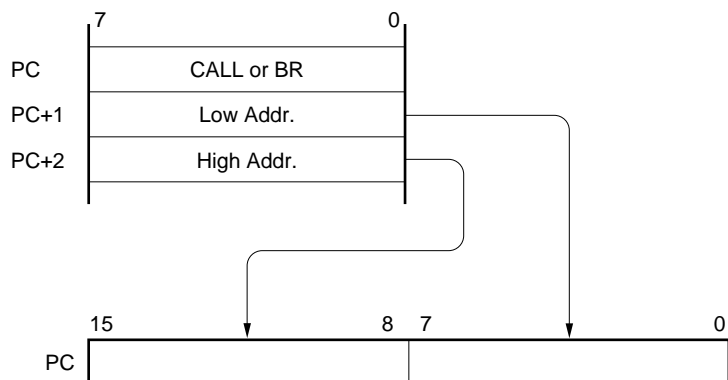 7 0
PC CALL or BR
PC+1 Low Addr.
PC+2 High Addr.
15 8 7 0
PC